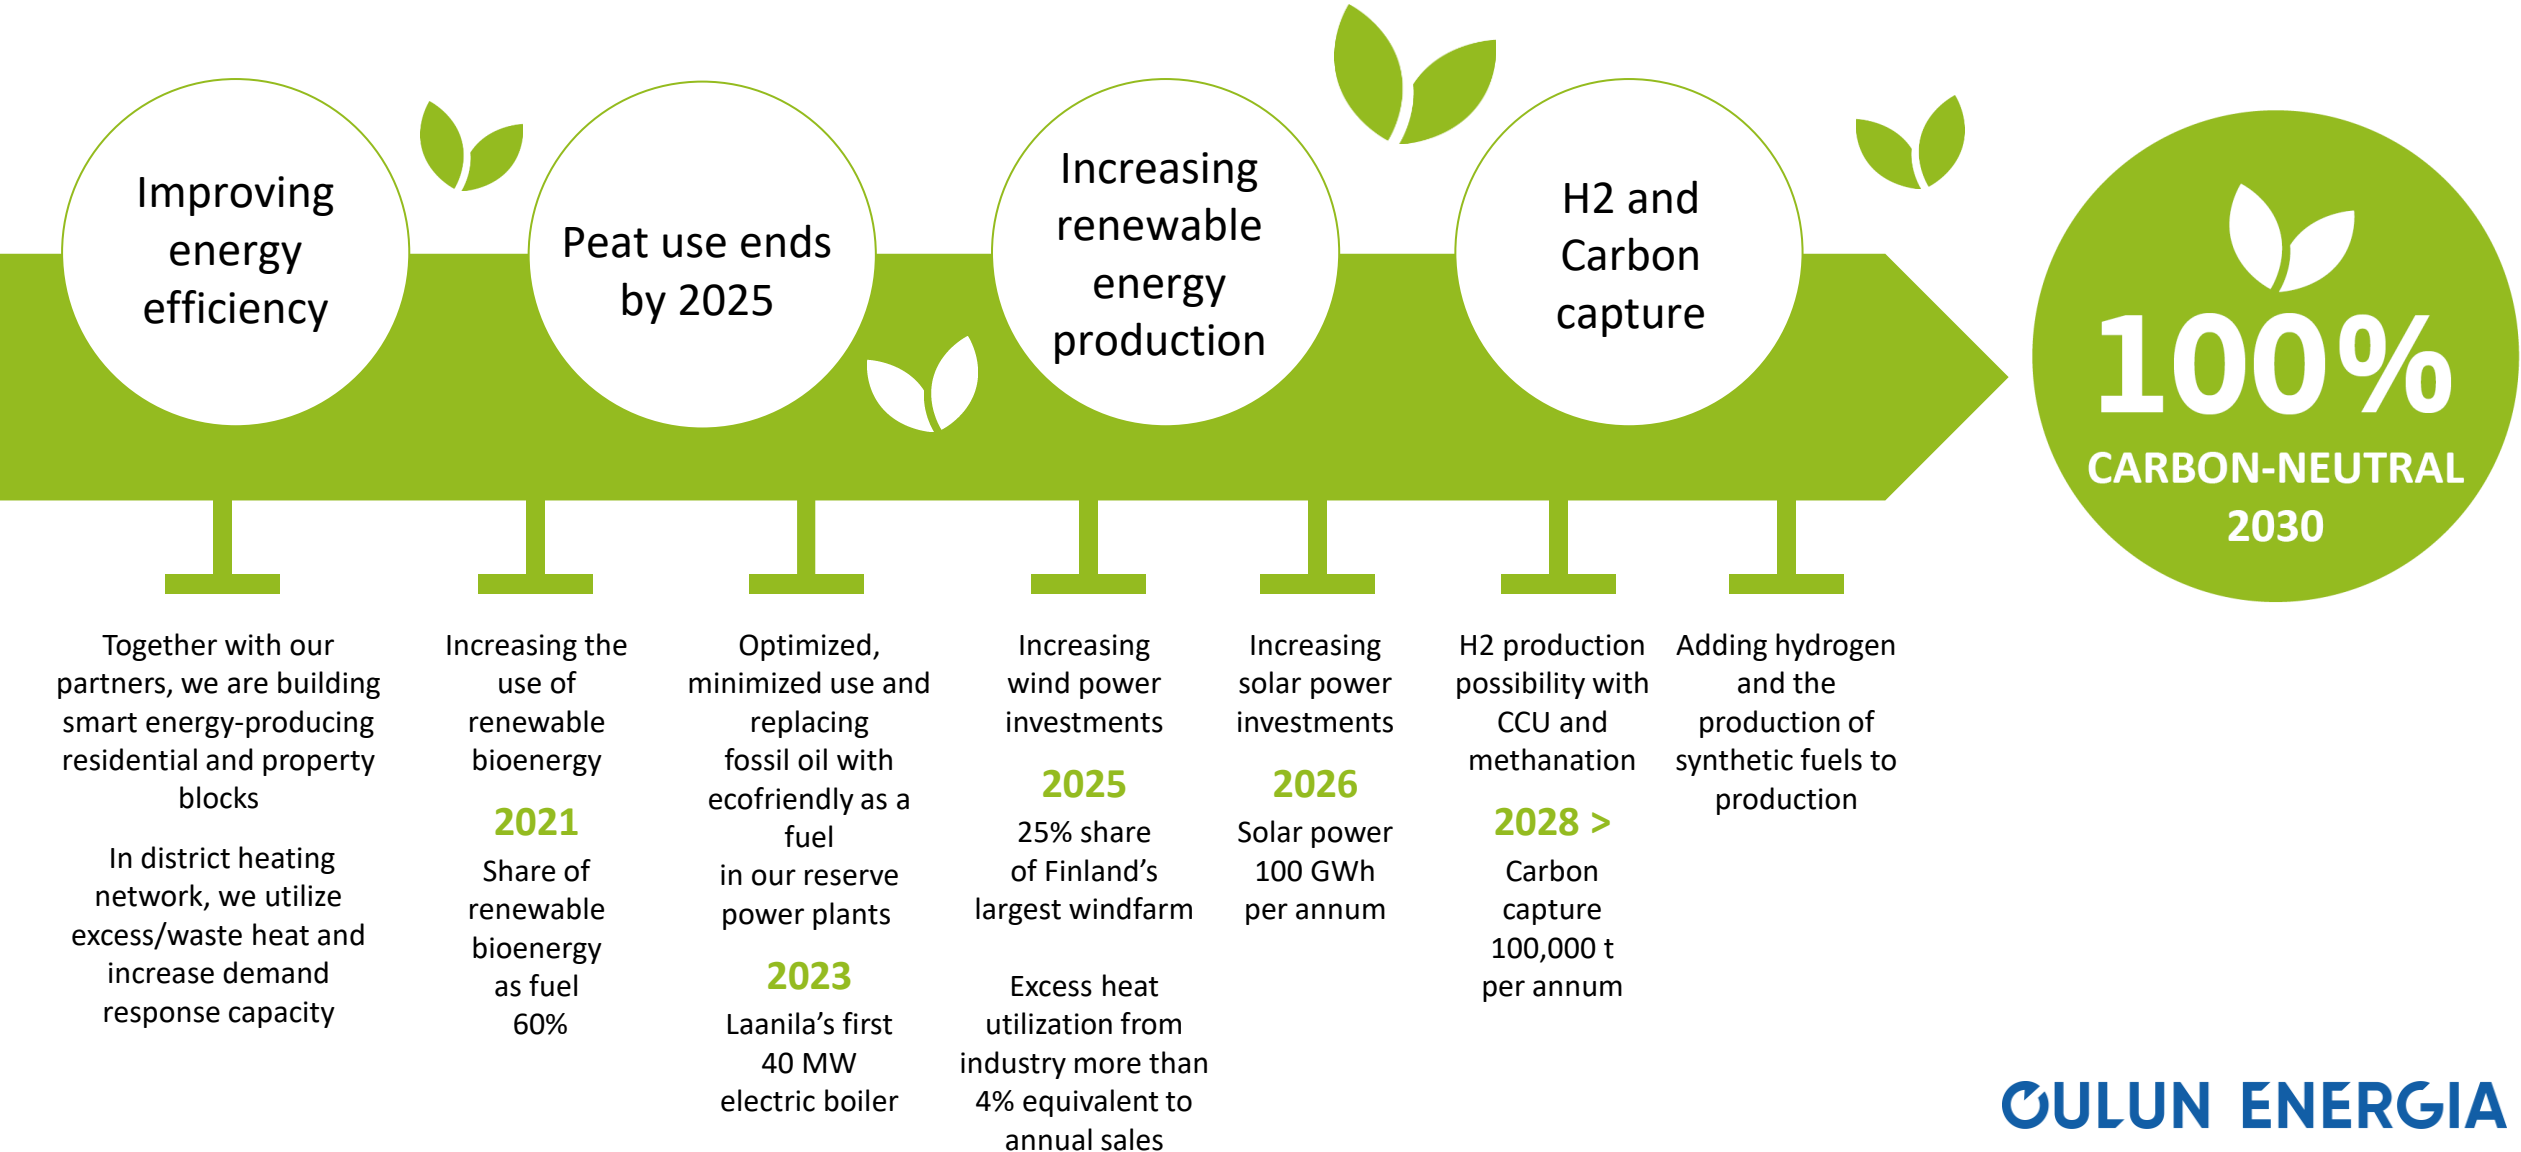 Improving
energy
efficiency
Peat use ends
by 2025
Increasing
renewable
energy
production
H2 and
Carbon
capture
100%
CARBON-NEUTRAL
2030
Together with our
partners, we are building
smart energy-producing
residential and property
blocks
In district heating
network, we utilize
excess/waste heat and
increase demand
response capacity
Increasing the
use of
renewable
bioenergy
2021
Share of
renewable
bioenergy
as fuel
60%
Optimized,
minimized use and
replacing
fossil oil with
ecofriendly as a
fuel
in our reserve
power plants
2023
Laanila's first
40 MW
electric boiler
Increasing
wind power
investments
2025
25% share
of Finland's
largest windfarm
Excess heat
utilization from
industry more than
4% equivalent to
annual sales
Increasing
solar power
investments
2026
Solar power
100 GWh
per annum
H2 production
possibility with
CCU and
methanation
2028 >
Carbon
capture
100,000 t
per annum
Adding hydrogen
and the
production of
synthetic fuels to
production
OULUN ENERGIA